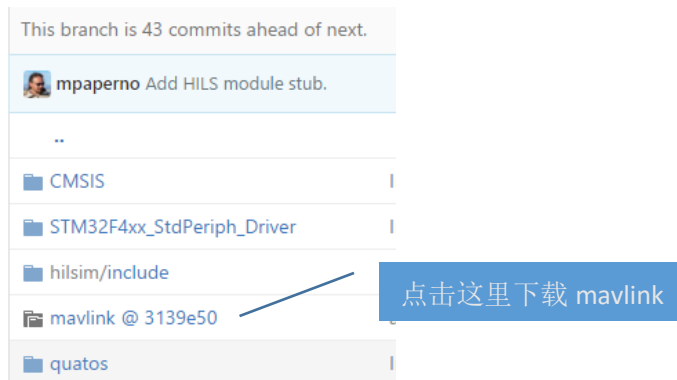 This branch is 43 commits ahead of next.
mpaperno Add HILS module stub.
..
CMSIS
STM32F4xx_StdPeriph_Driver
hilsim/include
点击这里下载 mavlink
mavlink @ 3139e50
quatos